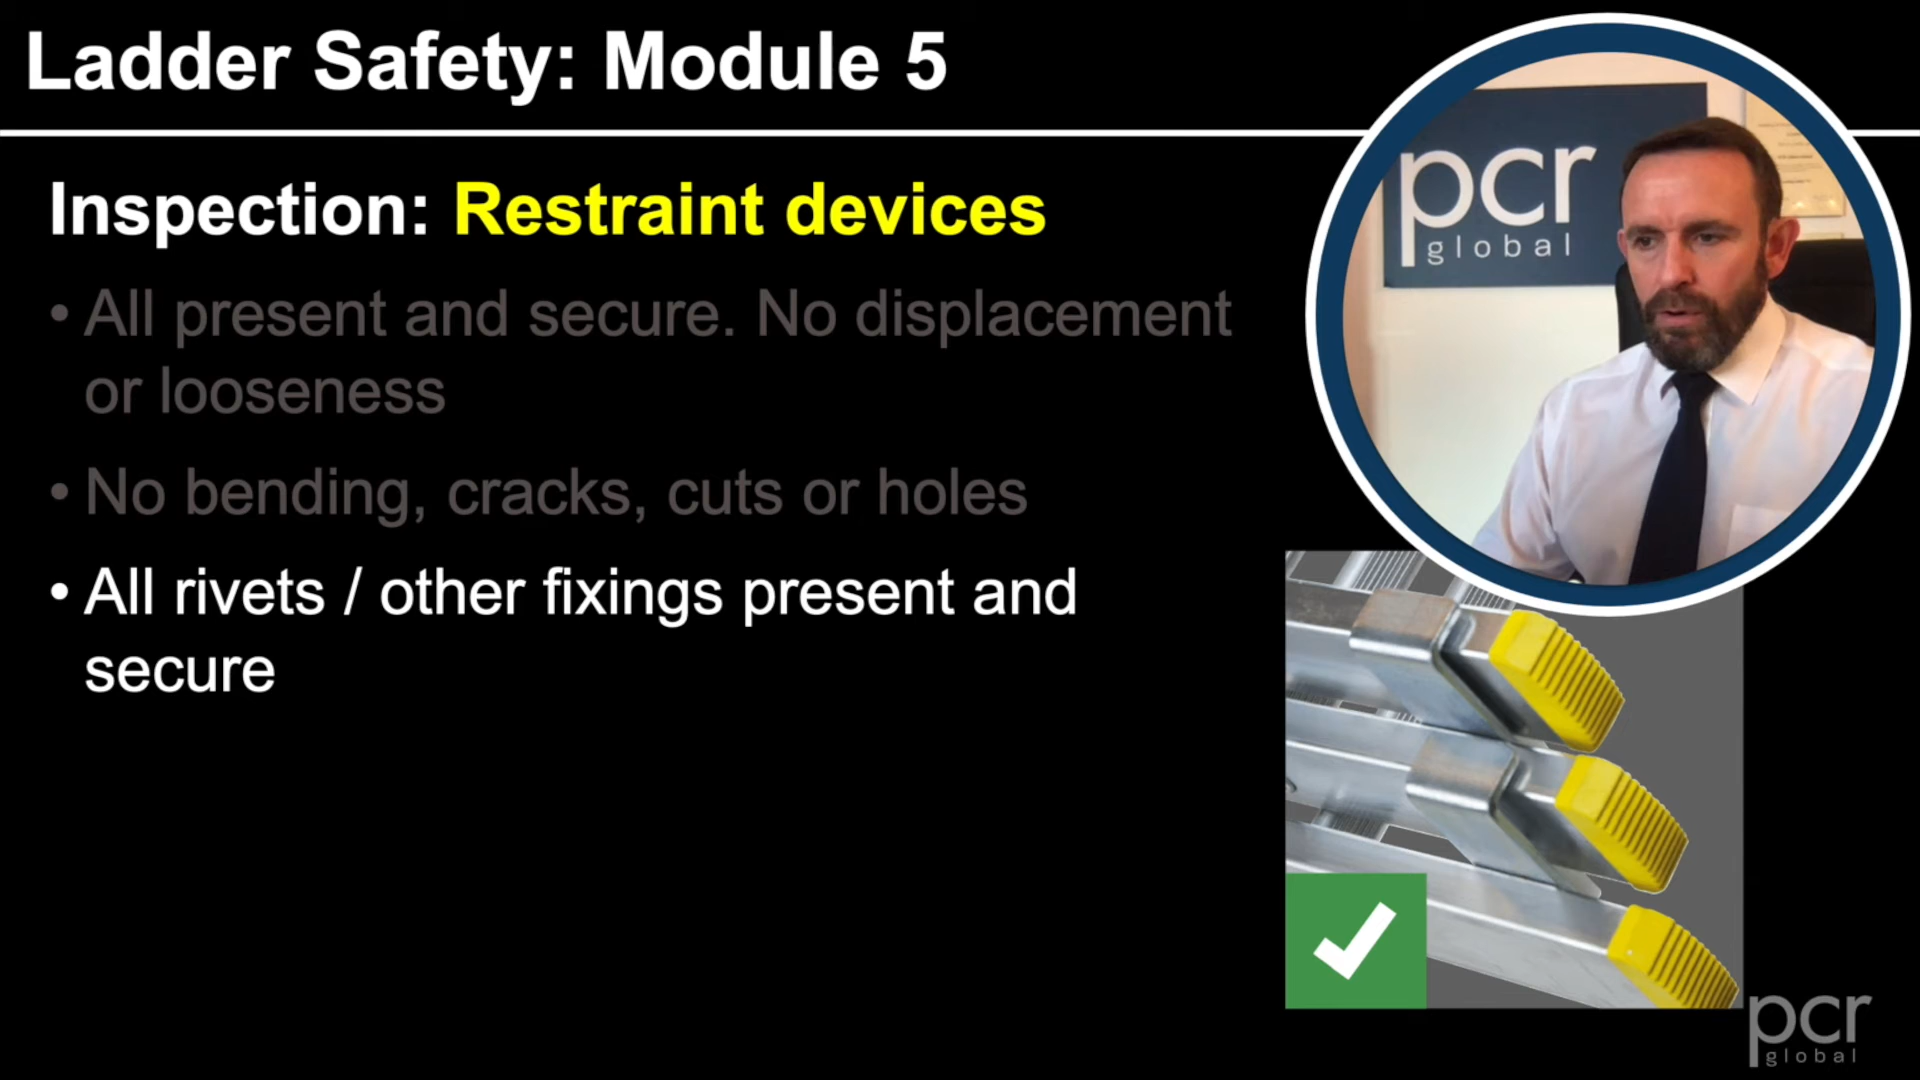 Ladder Safety: Module 5
Inspection: Restraint devices
• All present and secure. No displacement
or looseness
• No bending, cracks, cuts or holes
• All rivets / other fixings present and
secure
pcr
global
pcr
global